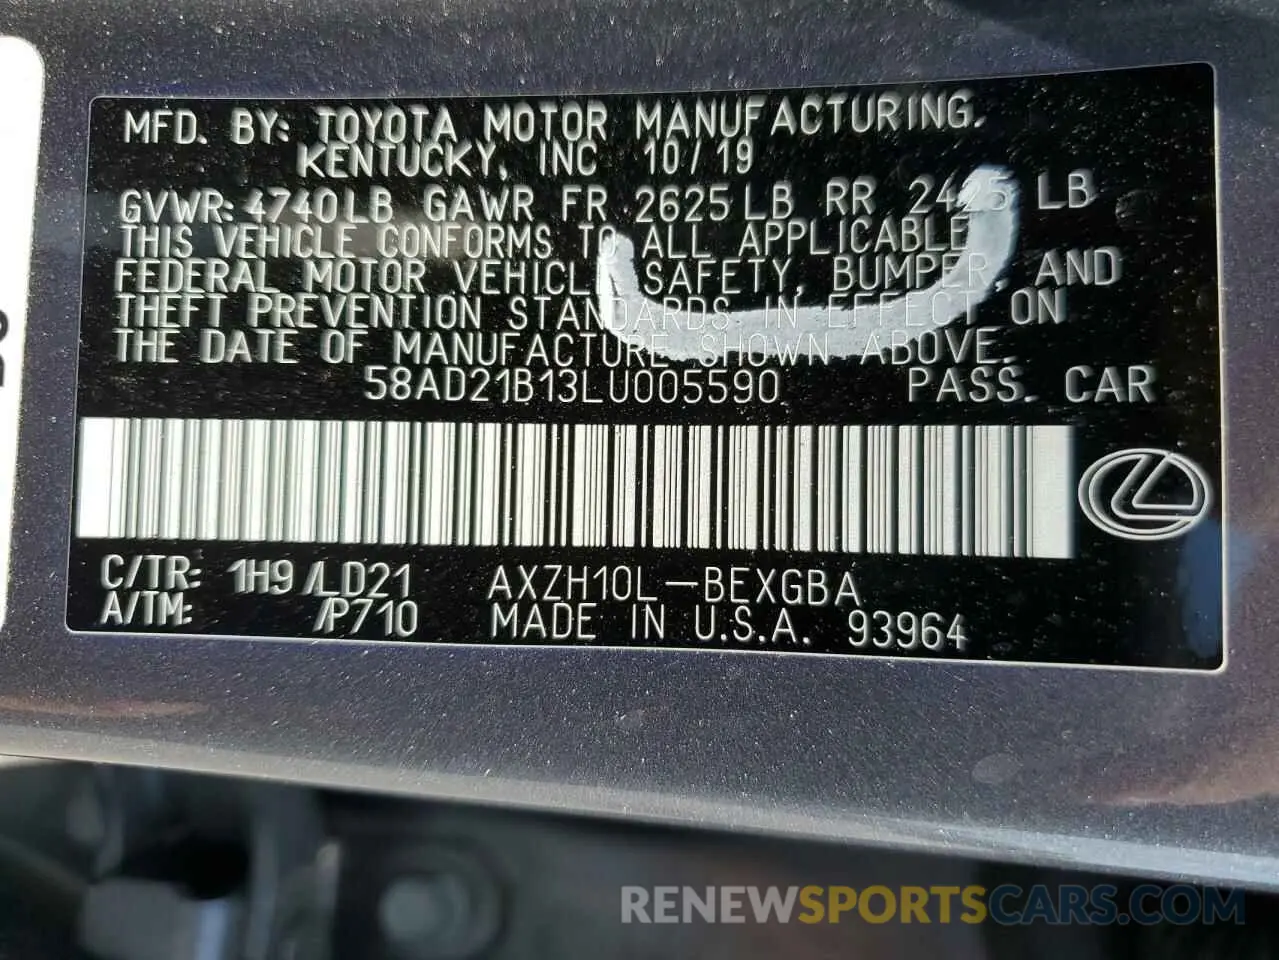 MFD. BY: TOYOTA MOTOR MANUFACTURING.
KENTUCKY, INC 10/19
GVWR: 4740LB GAWR FR 2625LB RR 2425 LB
THIS VEHICLE CONFORMS TO ALL APPLICABLE
FEDERAL MOTOR VEHICLE SAFETY, BUMPER, AND
THEFT PREVENTION STANDARDS IN EFFECT ON
THE DATE OF MANUFACTURE SHOWN ABOVE.
58AD21B13LU005590 PASS. CAR
C/TR: 1H9 /LD21 AXZH10L-BEXGBA
A/TM: /P710 MADE IN U.S.A. 93964
RENEWSPORTSCARS.COM